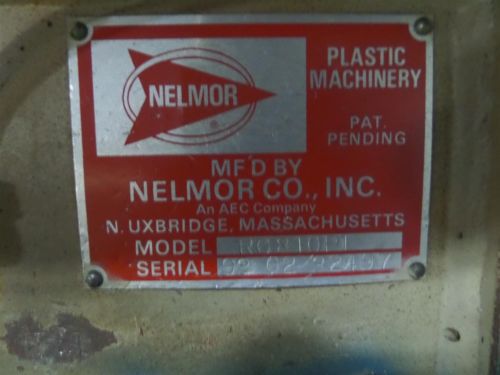 NELMOR
®
PLASTIC
MACHINERY
PAT.
PENDING
MF'D BY
NELMOR CO., INC.
An AEC Company
N. UXBRIDGE, MASSACHUSETTS
MODEL
SERIAL